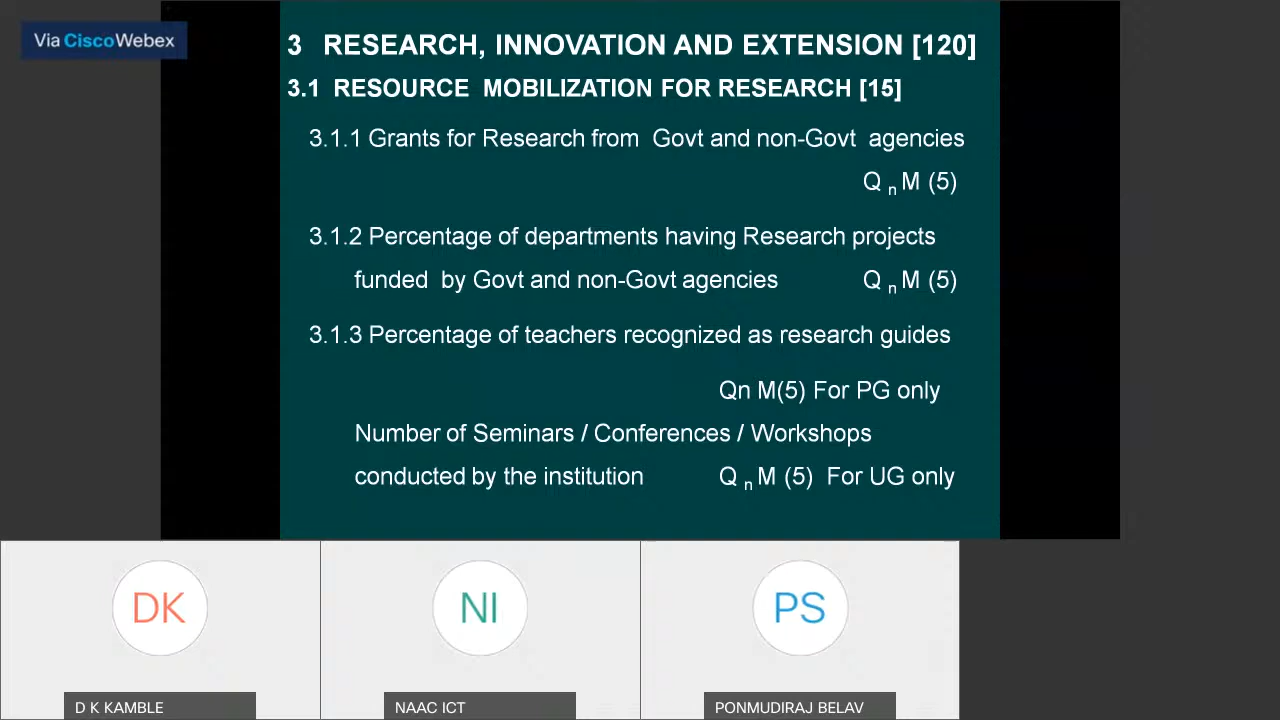 Via CiscoWebex
3 RESEARCH, INNOVATION AND EXTENSION [120]
3.1 RESOURCE MOBILIZATION FOR RESEARCH [15]
3.1.1 Grants for Research from Govt and non-Govt agencies
Q n M (5)
3.1.2 Percentage of departments having Research projects
funded by Govt and non-Govt agencies Q n M (5)
3.1.3 Percentage of teachers recognized as research guides
Qn M(5) For PG only
Number of Seminars / Conferences / Workshops
conducted by the institution Q n M (5) For UG only
DK
NI
PS
D K KAMBLE
NAAC ICT
PONMUDIRAJ BELAV